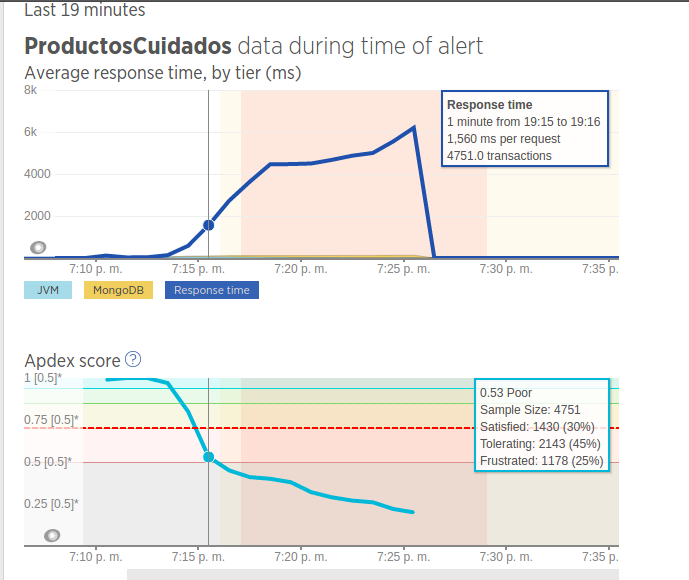 Last 19 minutes
ProductosCuidados data during time of alert
Average response time, by tier (ms)
8k
6k
4000
2000
Response time
1 minute from 19:15 to 19:16
1,560 ms per request
4751.0 transactions
7:10 p. m.
7:15 p. m.
7:20 p. m.
7:25 p. m.
7:30 p. m.
7:35 p.
JVM
MongoDB
Response time
Apdex score ?
1 [0.5]*
0.75 [0.5]*
0.5 [0.5]*
0.25 [0.5]*
0.53 Poor
Sample Size: 4751
Satisfied: 1430 (30%)
Tolerating: 2143 (45%)
Frustrated: 1178 (25%)
7:10 p. m.
7:15 p. m.
7:20 p. m.
7:25 p. m.
7:30 p. m.
7:35 p.